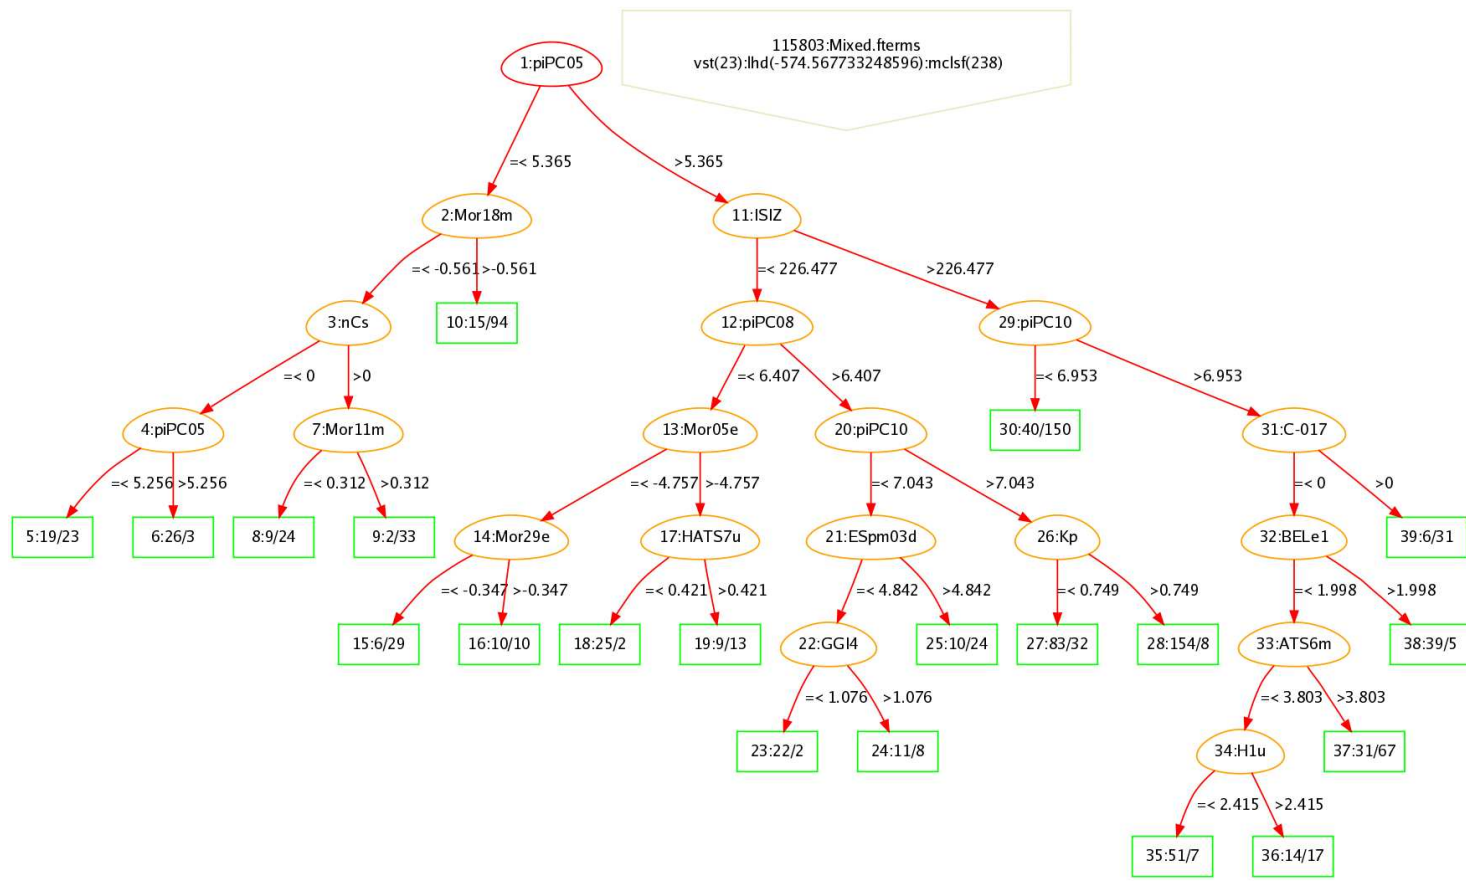 115803:Mixed.fterms
vst(23):lhd(-574.567733248596):mclsf(238)
1:piPC05
=< 5.365
>5.365
2:Mor18m
11:ISIZ
=< -0.561
>-0.561
=< 226.477
>226.477
3:nCs
10:15/94
12:piPC08
29:piPC10
=< 0
>0
=< 6.407
>6.407
=< 6.953
>6.953
4:piPC05
7:Mor11m
13:Mor05e
20:piPC10
30:40/150
31:C-017
=< 5.256
>5.256
=< 0.312
>0.312
=< -4.757
>-4.757
=< 7.043
>7.043
=< 0
>0
5:19/23
6:26/3
8:9/24
9:2/33
14:Mor29e
17:HATS7u
21:ESpm03d
26:Kp
32:BELe1
39:6/31
=< -0.347
>-0.347
=< 0.421
>0.421
=< 4.842
>4.842
=< 0.749
>0.749
=< 1.998
>1.998
15:6/29
16:10/10
18:25/2
19:9/13
22:GGI4
25:10/24
27:83/32
28:154/8
33:ATS6m
38:39/5
=< 1.076
>1.076
=< 3.803
>3.803
23:22/2
24:11/8
34:H1u
37:31/67
=< 2.415
>2.415
35:51/7
36:14/17